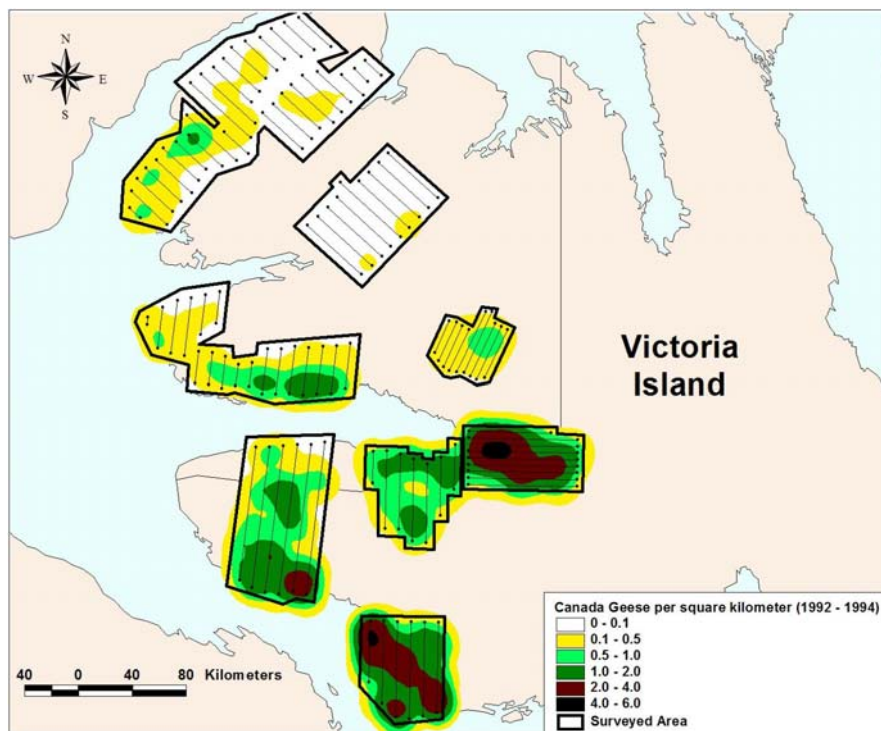 N
W E
S
Victoria
Island
40 0 40 80 Kilometers
Canada Geese per square kilometer (1992 - 1994)
0 - 0.1
0.1 - 0.5
0.5 - 1.0
1.0 - 2.0
2.0 - 4.0
4.0 - 6.0
Surveyed Area